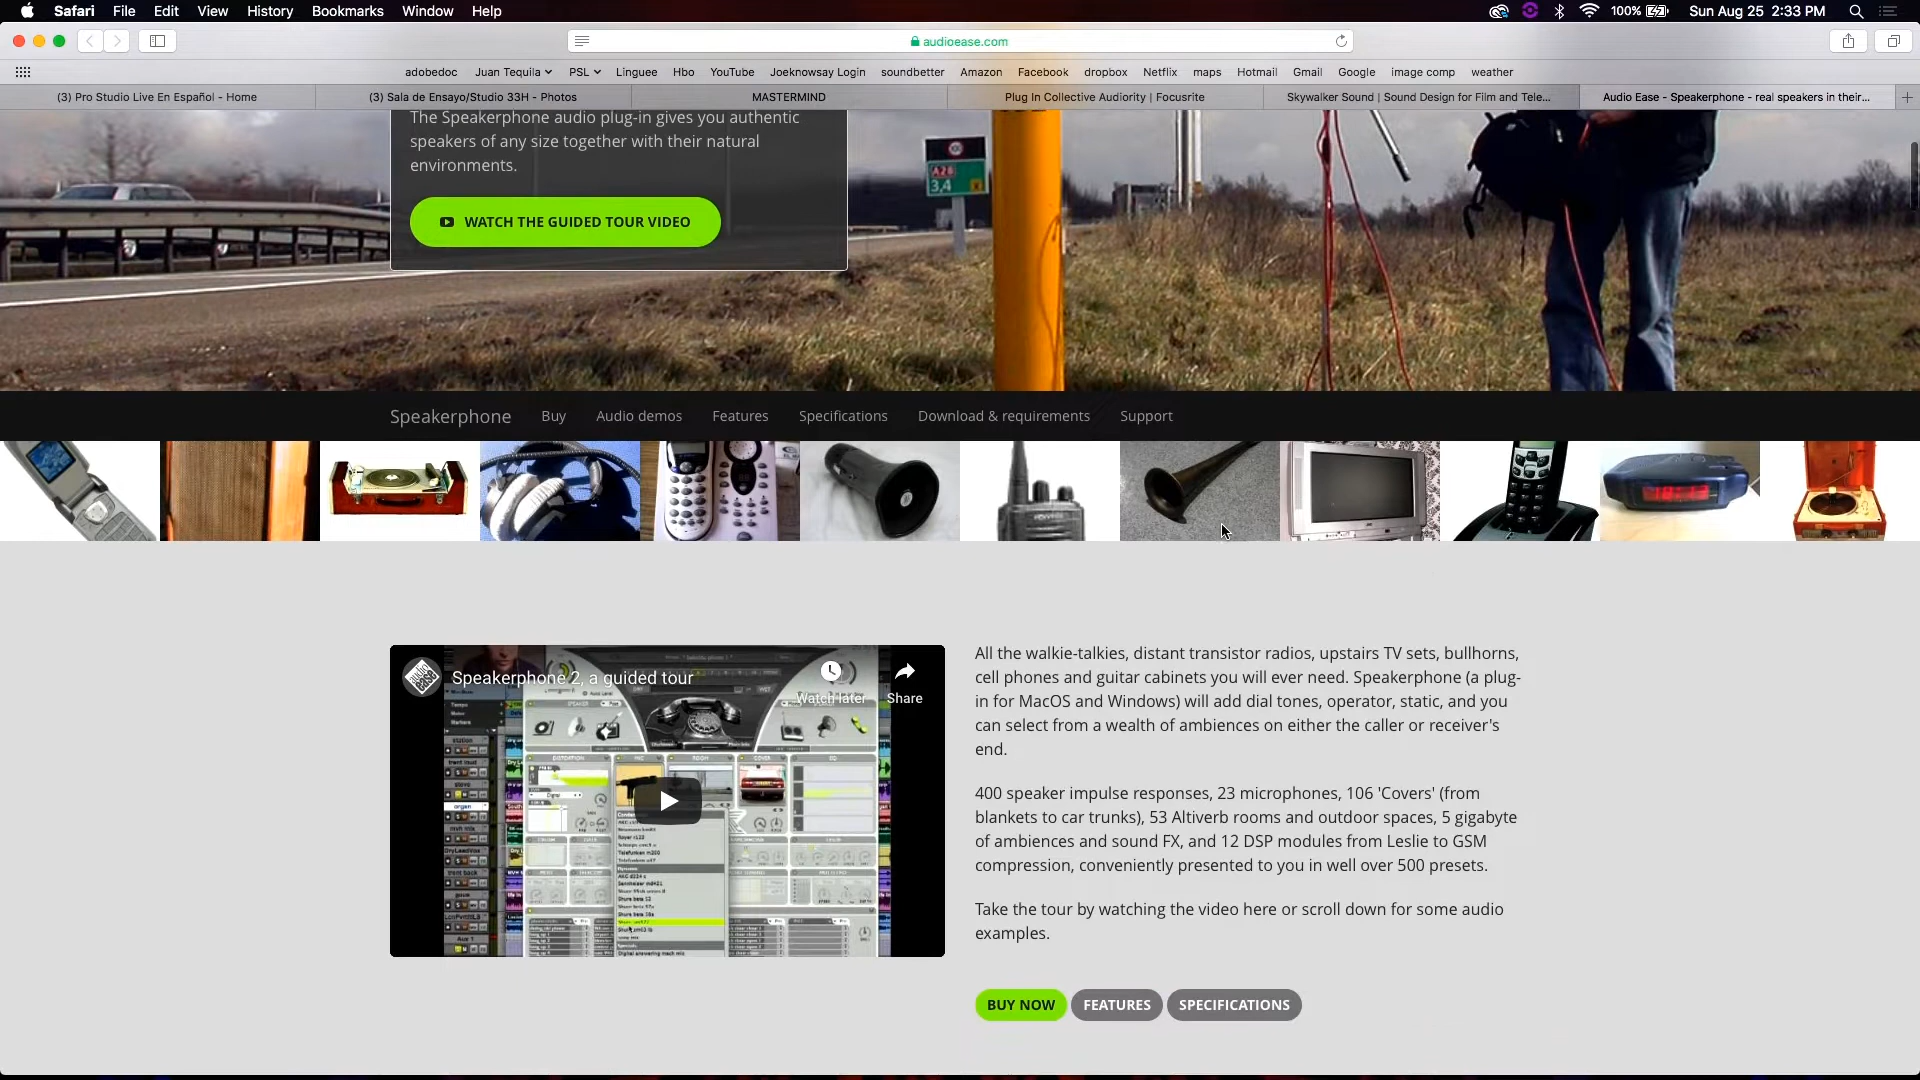 Safari File Edit View History Bookmarks Window Help 100% Sun Aug 25 2:33 PM
audioease.com
adobedoc Juan Tequila PSL Linguee Hbo YouTube Joeknowsay Login soundbetter Amazon Facebook dropbox Netflix maps Hotmail Gmail Google image comp weather
(3) Pro Studio Live En Español - Home (3) Sala de Ensayo/Studio 33H - Photos MASTERMIND Plug In Collective Audiority | Focusrite Skywalker Sound | Sound Design for Film and Tele... Audio Ease - Speakerphone - real speakers in their...
The Speakerphone audio plug-in gives you authentic
speakers of any size together with their natural
environments.
WATCH THE GUIDED TOUR VIDEO
A28
3,4
Speakerphone Buy Audio demos Features Specifications Download & requirements Support
Speakerphone 2, a guided tour
Watch later Share
All the walkie-talkies, distant transistor radios, upstairs TV sets, bullhorns,
cell phones and guitar cabinets you will ever need. Speakerphone (a plug-
in for MacOS and Windows) will add dial tones, operator, static, and you
can select from a wealth of ambiences on either the caller or receiver's
end.
400 speaker impulse responses, 23 microphones, 106 'Covers' (from
blankets to car trunks), 53 Altiverb rooms and outdoor spaces, 5 gigabyte
of ambiences and sound FX, and 12 DSP modules from Leslie to GSM
compression, conveniently presented to you in well over 500 presets.
Take the tour by watching the video here or scroll down for some audio
examples.
BUY NOW FEATURES SPECIFICATIONS